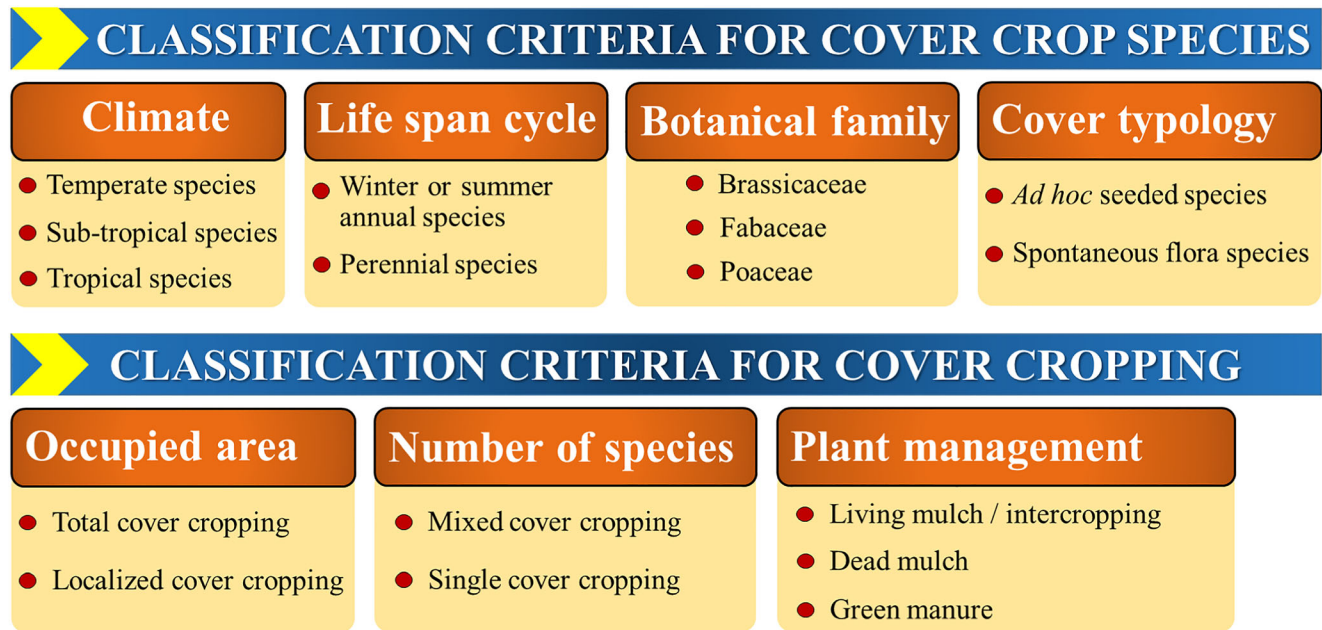 CLASSIFICATION CRITERIA FOR COVER CROP SPECIES
Climate
Temperate species
Sub-tropical species
Tropical species
Life span cycle
Winter or summer
annual species
Perennial species
Botanical family
Brassicaceae
Fabaceae
Poaceae
Cover typology
Ad hoc seeded species
Spontaneous flora species
CLASSIFICATION CRITERIA FOR COVER CROPPING
Occupied area
Total cover cropping
Localized cover cropping
Number of species
Mixed cover cropping
Single cover cropping
Plant management
Living mulch / intercropping
Dead mulch
Green manure